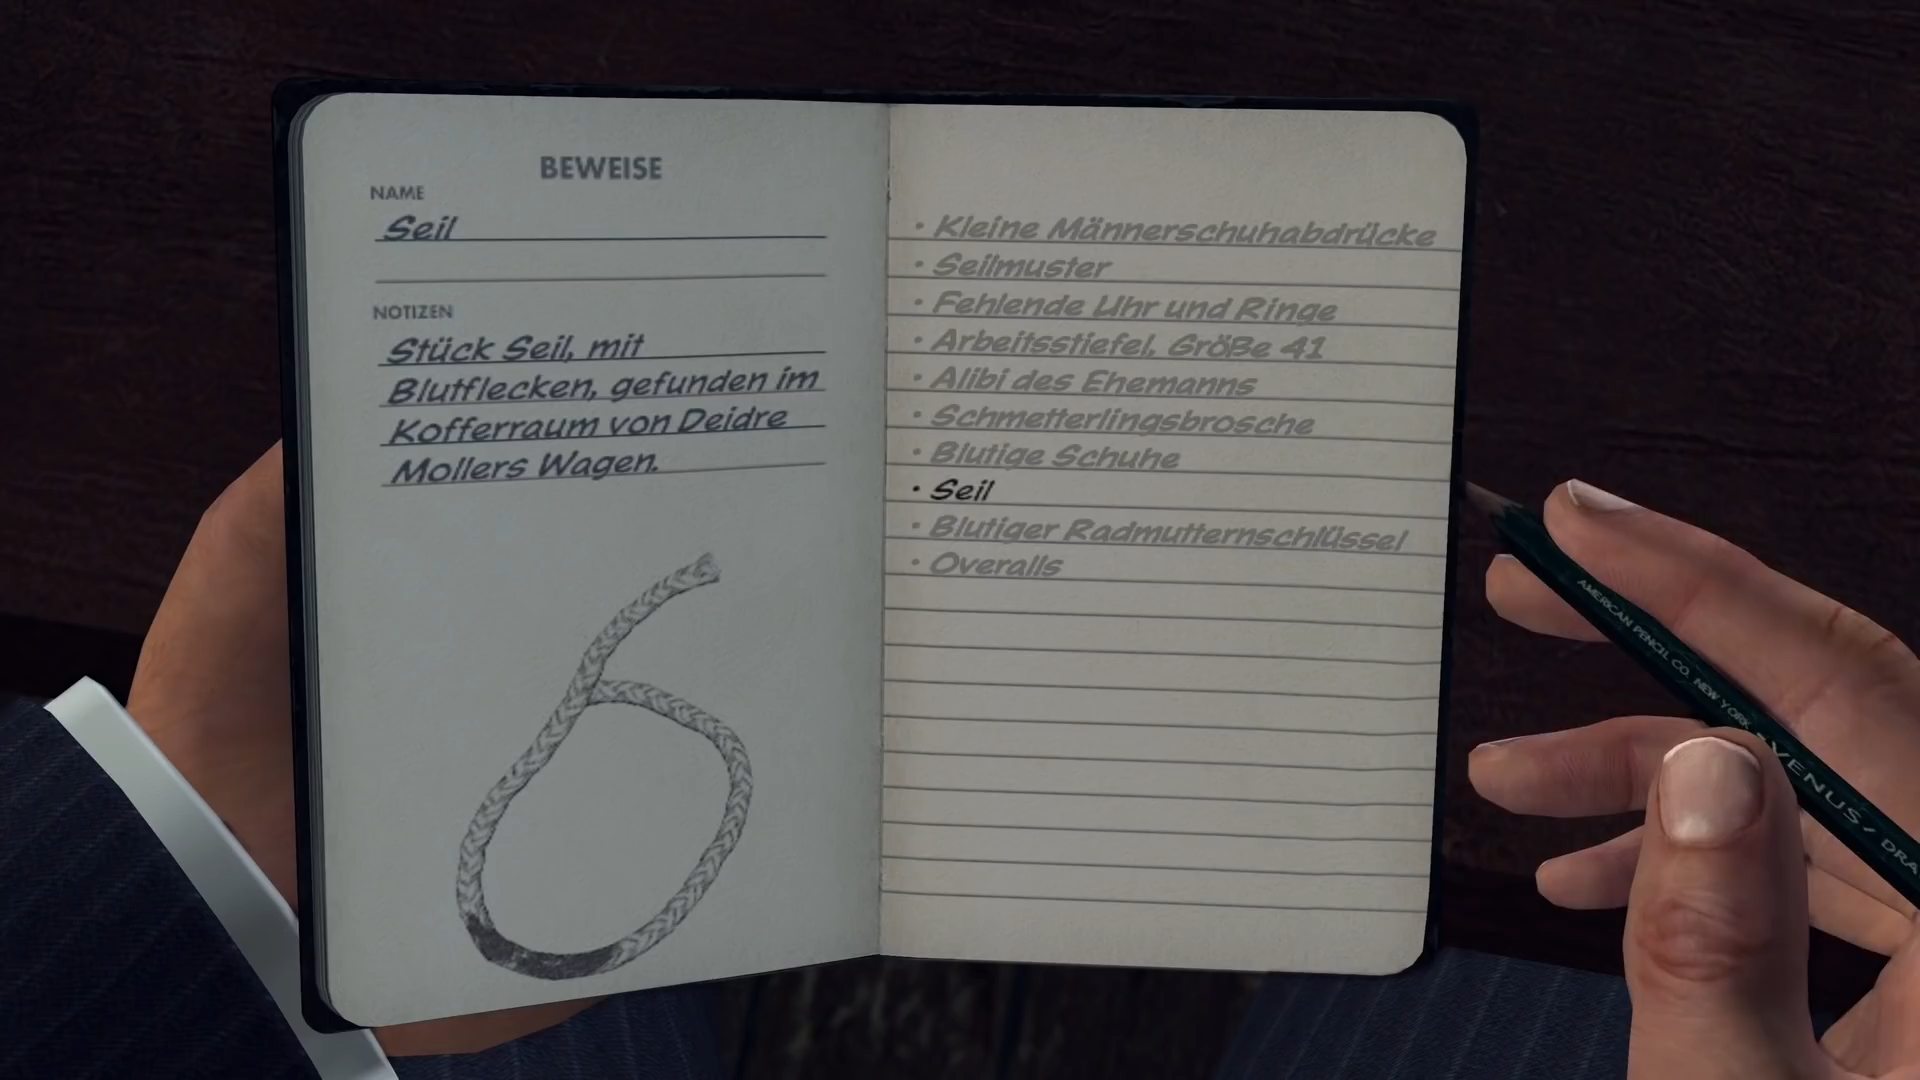 BEWEISE
NAME
Seil
NOTIZEN
Stück Seil, mit
Blutflecken, gefunden im
Kofferraum von Deidre
Mollers Wagen.
• Kleine Männerschuhabdrücke
• Seilmuster
• Fehlende Uhr und Ringe
• Arbeitsstiefel, Größe 41
• Alibi des Ehemanns
• Schmetterlingsbrosche
• Blutige Schuhe
• Seil
• Blutiger Radmutternschlüssel
• Overalls
AMERICAN PENCIL CO. NEW YORK VENUS DRA